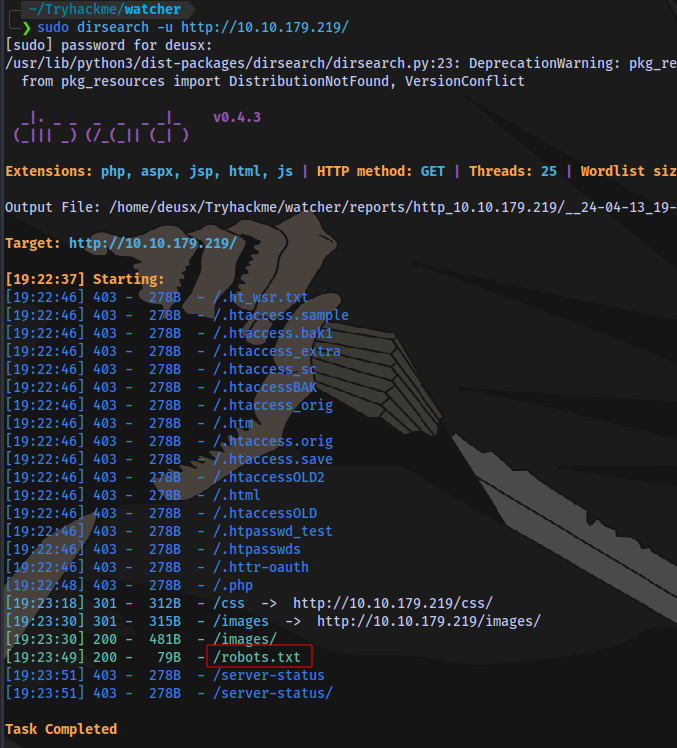 ~/Tryhackme/watcher
❯ sudo dirsearch -u http://10.10.179.219/
[sudo] password for deusx:
/usr/lib/python3/dist-packages/dirsearch/dirsearch.py:23: DeprecationWarning: pkg_re
from pkg_resources import DistributionNotFound, VersionConflict
_|. _ _  _  _  _ _|_    v0.4.3
(_||| _) (/_(_|| (_| )
Extensions: php, aspx, jsp, html, js | HTTP method: GET | Threads: 25 | Wordlist siz
Output File: /home/deusx/Tryhackme/watcher/reports/http_10.10.179.219/__24-04-13_19-
Target: http://10.10.179.219/
[19:22:37] Starting:
[19:22:46] 403 -  278B  - /.ht_wsr.txt
[19:22:46] 403 -  278B  - /.htaccess.sample
[19:22:46] 403 -  278B  - /.htaccess.bak1
[19:22:46] 403 -  278B  - /.htaccess_extra
[19:22:46] 403 -  278B  - /.htaccess_sc
[19:22:46] 403 -  278B  - /.htaccessBAK
[19:22:46] 403 -  278B  - /.htaccess_orig
[19:22:46] 403 -  278B  - /.htm
[19:22:46] 403 -  278B  - /.htaccess.orig
[19:22:46] 403 -  278B  - /.htaccess.save
[19:22:46] 403 -  278B  - /.htaccessOLD2
[19:22:46] 403 -  278B  - /.html
[19:22:46] 403 -  278B  - /.htaccessOLD
[19:22:46] 403 -  278B  - /.htpasswd_test
[19:22:46] 403 -  278B  - /.htpasswds
[19:22:46] 403 -  278B  - /.httr-oauth
[19:22:48] 403 -  278B  - /.php
[19:23:18] 301 -  312B  - /css  ->  http://10.10.179.219/css/
[19:23:30] 301 -  315B  - /images  ->  http://10.10.179.219/images/
[19:23:30] 200 -  481B  - /images/
[19:23:49] 200 -   79B  - /robots.txt
[19:23:51] 403 -  278B  - /server-status
[19:23:51] 403 -  278B  - /server-status/
Task Completed